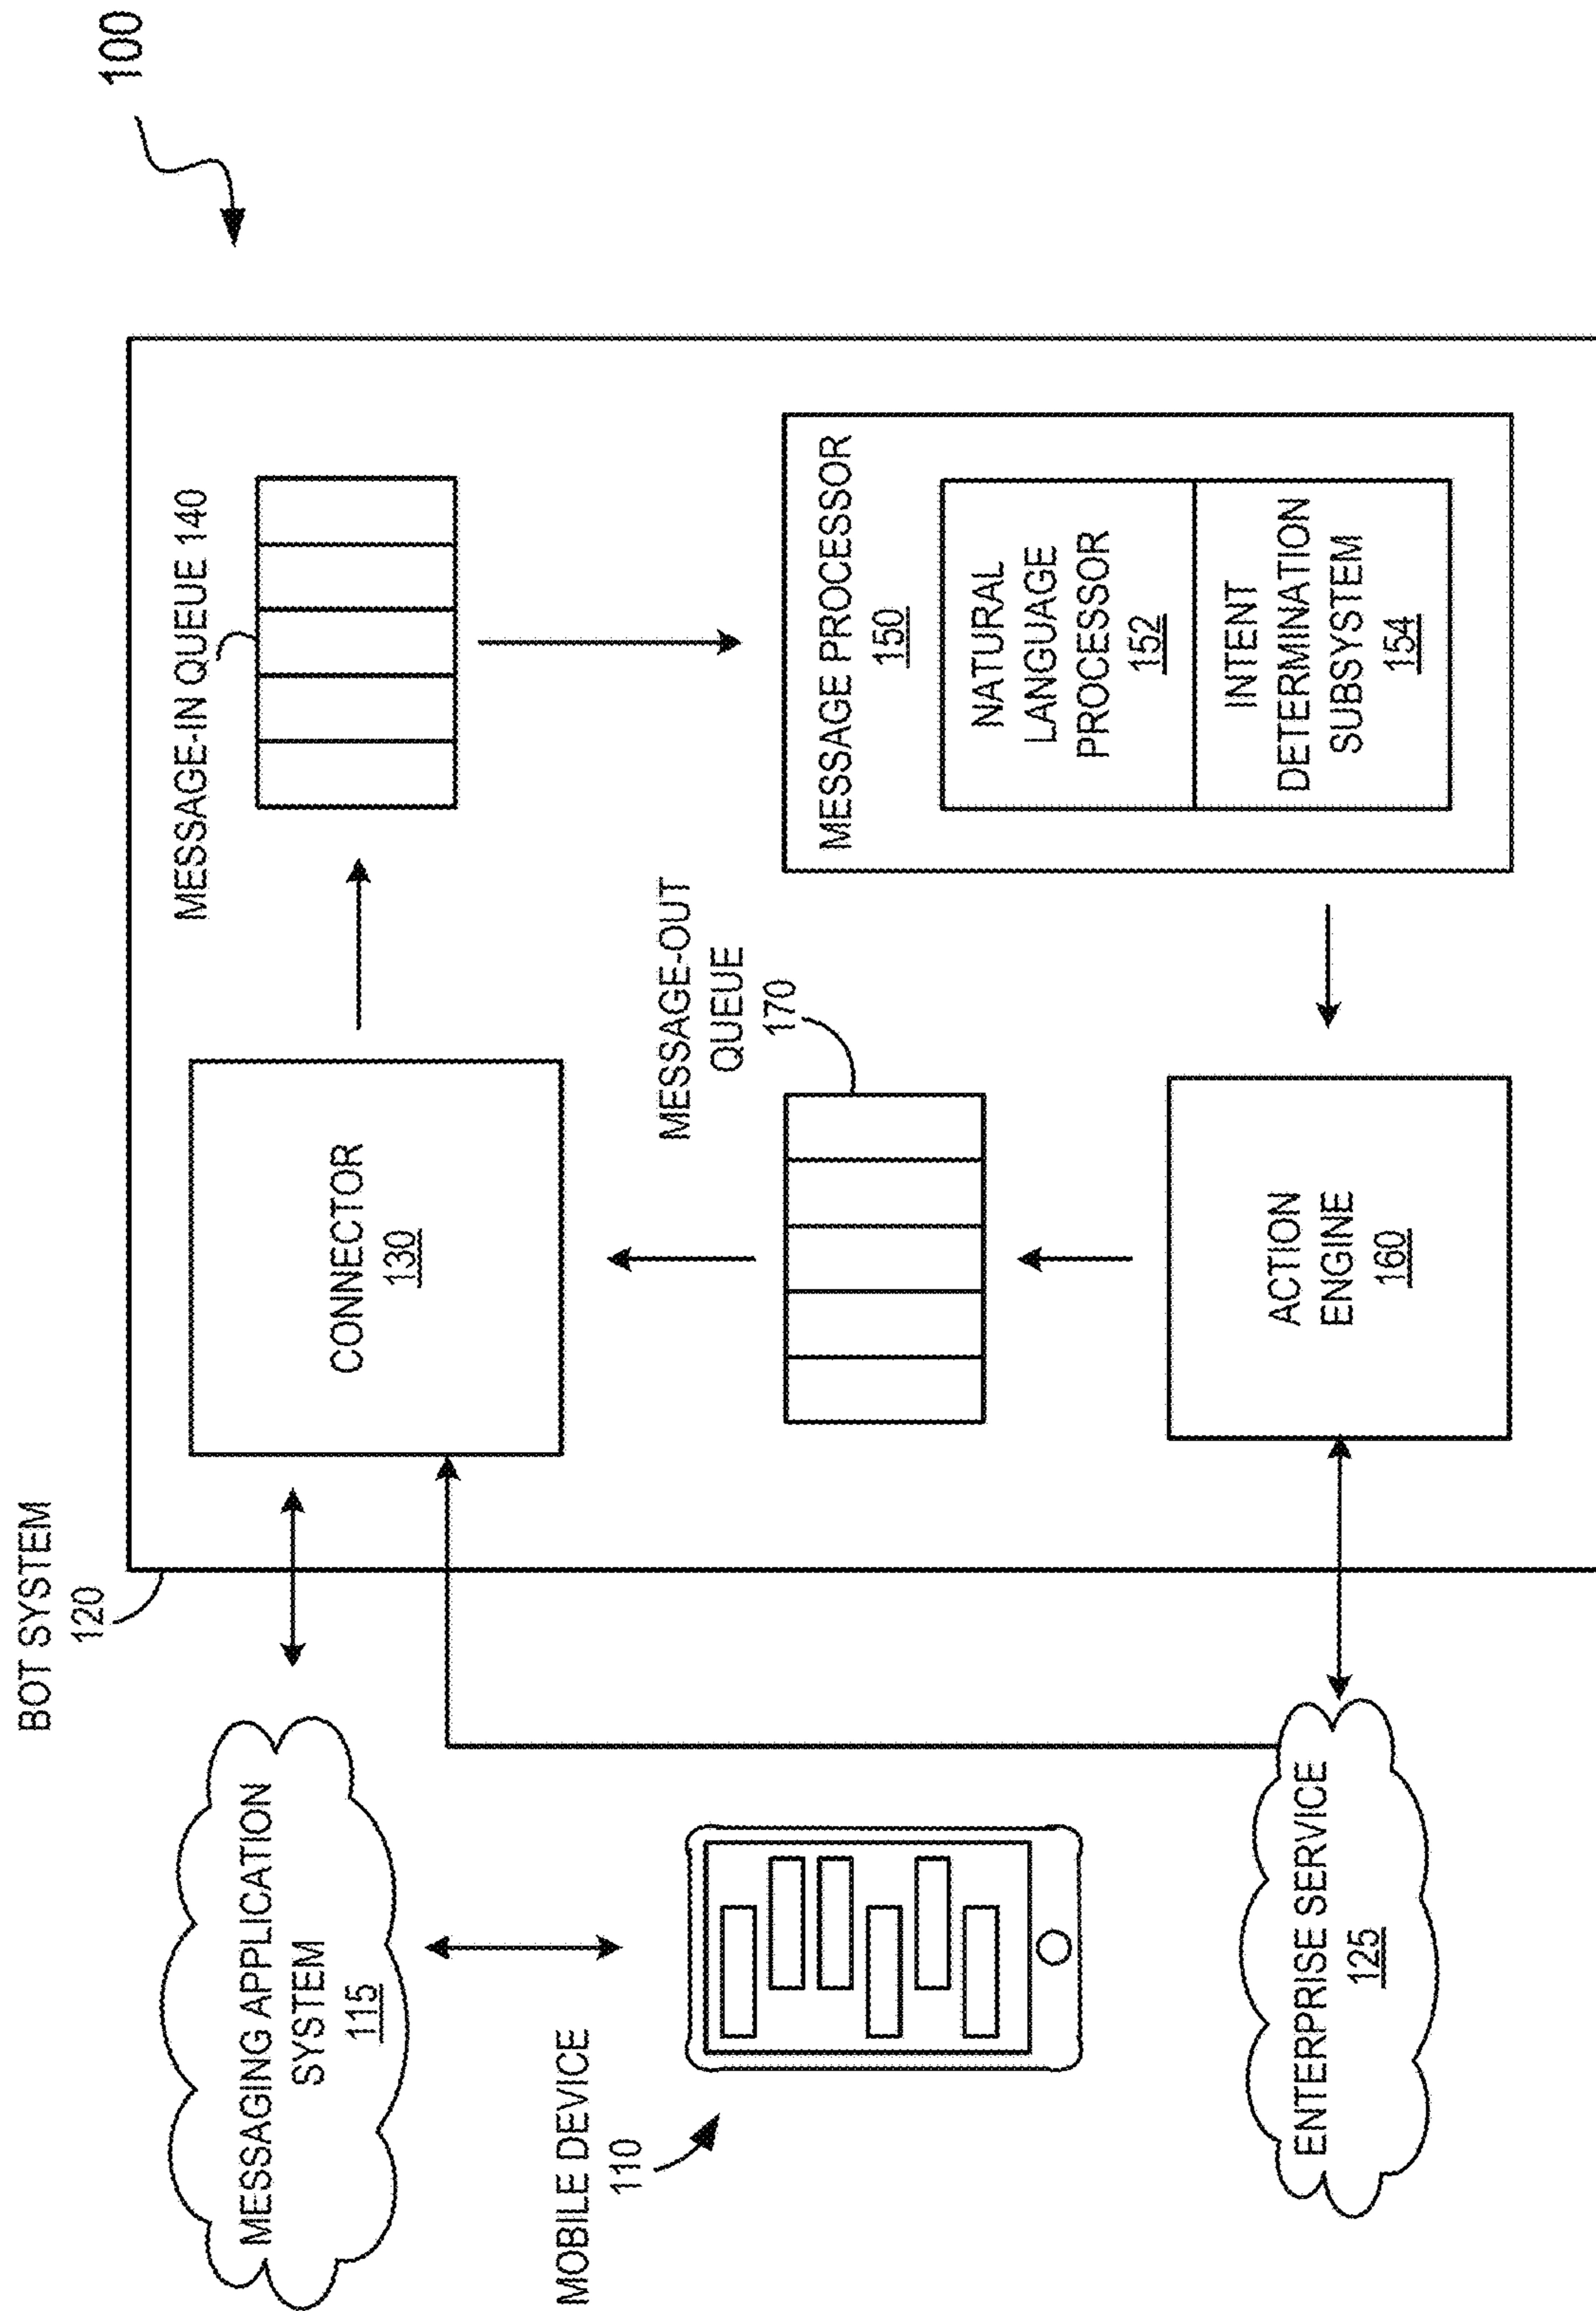 100
BOT SYSTEM
120
MESSAGING APPLICATION
SYSTEM
115
CONNECTOR
130
MESSAGE-IN QUEUE 140
MOBILE DEVICE
110
MESSAGE-OUT
QUEUE
170
MESSAGE PROCESSOR
150
NATURAL
LANGUAGE
PROCESSOR
152
INTENT
DETERMINATION
SUBSYSTEM
154
ENTERPRISE SERVICE
125
ACTION
ENGINE
160